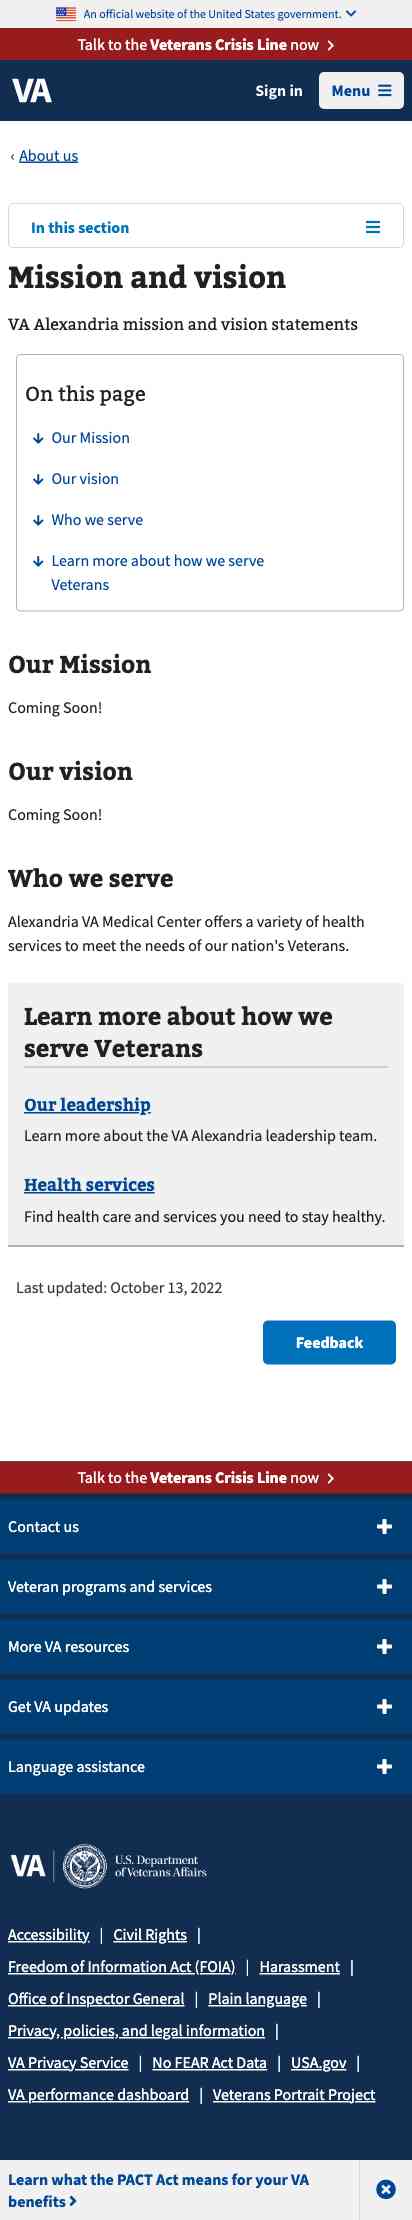 An official website of the United States government.
Talk to the Veterans Crisis Line now
VA
Sign in
Menu
‹ About us
In this section
Mission and vision
VA Alexandria mission and vision statements
On this page
Our Mission
Our vision
Who we serve
Learn more about how we serve
Veterans
Our Mission
Coming Soon!
Our vision
Coming Soon!
Who we serve
Alexandria VA Medical Center offers a variety of health
services to meet the needs of our nation's Veterans.
Learn more about how we
serve Veterans
Our leadership
Learn more about the VA Alexandria leadership team.
Health services
Find health care and services you need to stay healthy.
Last updated: October 13, 2022
Feedback
Talk to the Veterans Crisis Line now
Contact us
Veteran programs and services
More VA resources
Get VA updates
Language assistance
VA | U.S. Department
of Veterans Affairs
Accessibility | Civil Rights |
Freedom of Information Act (FOIA) | Harassment |
Office of Inspector General | Plain language |
Privacy, policies, and legal information |
VA Privacy Service | No FEAR Act Data | USA.gov |
VA performance dashboard | Veterans Portrait Project
Learn what the PACT Act means for your VA
benefits